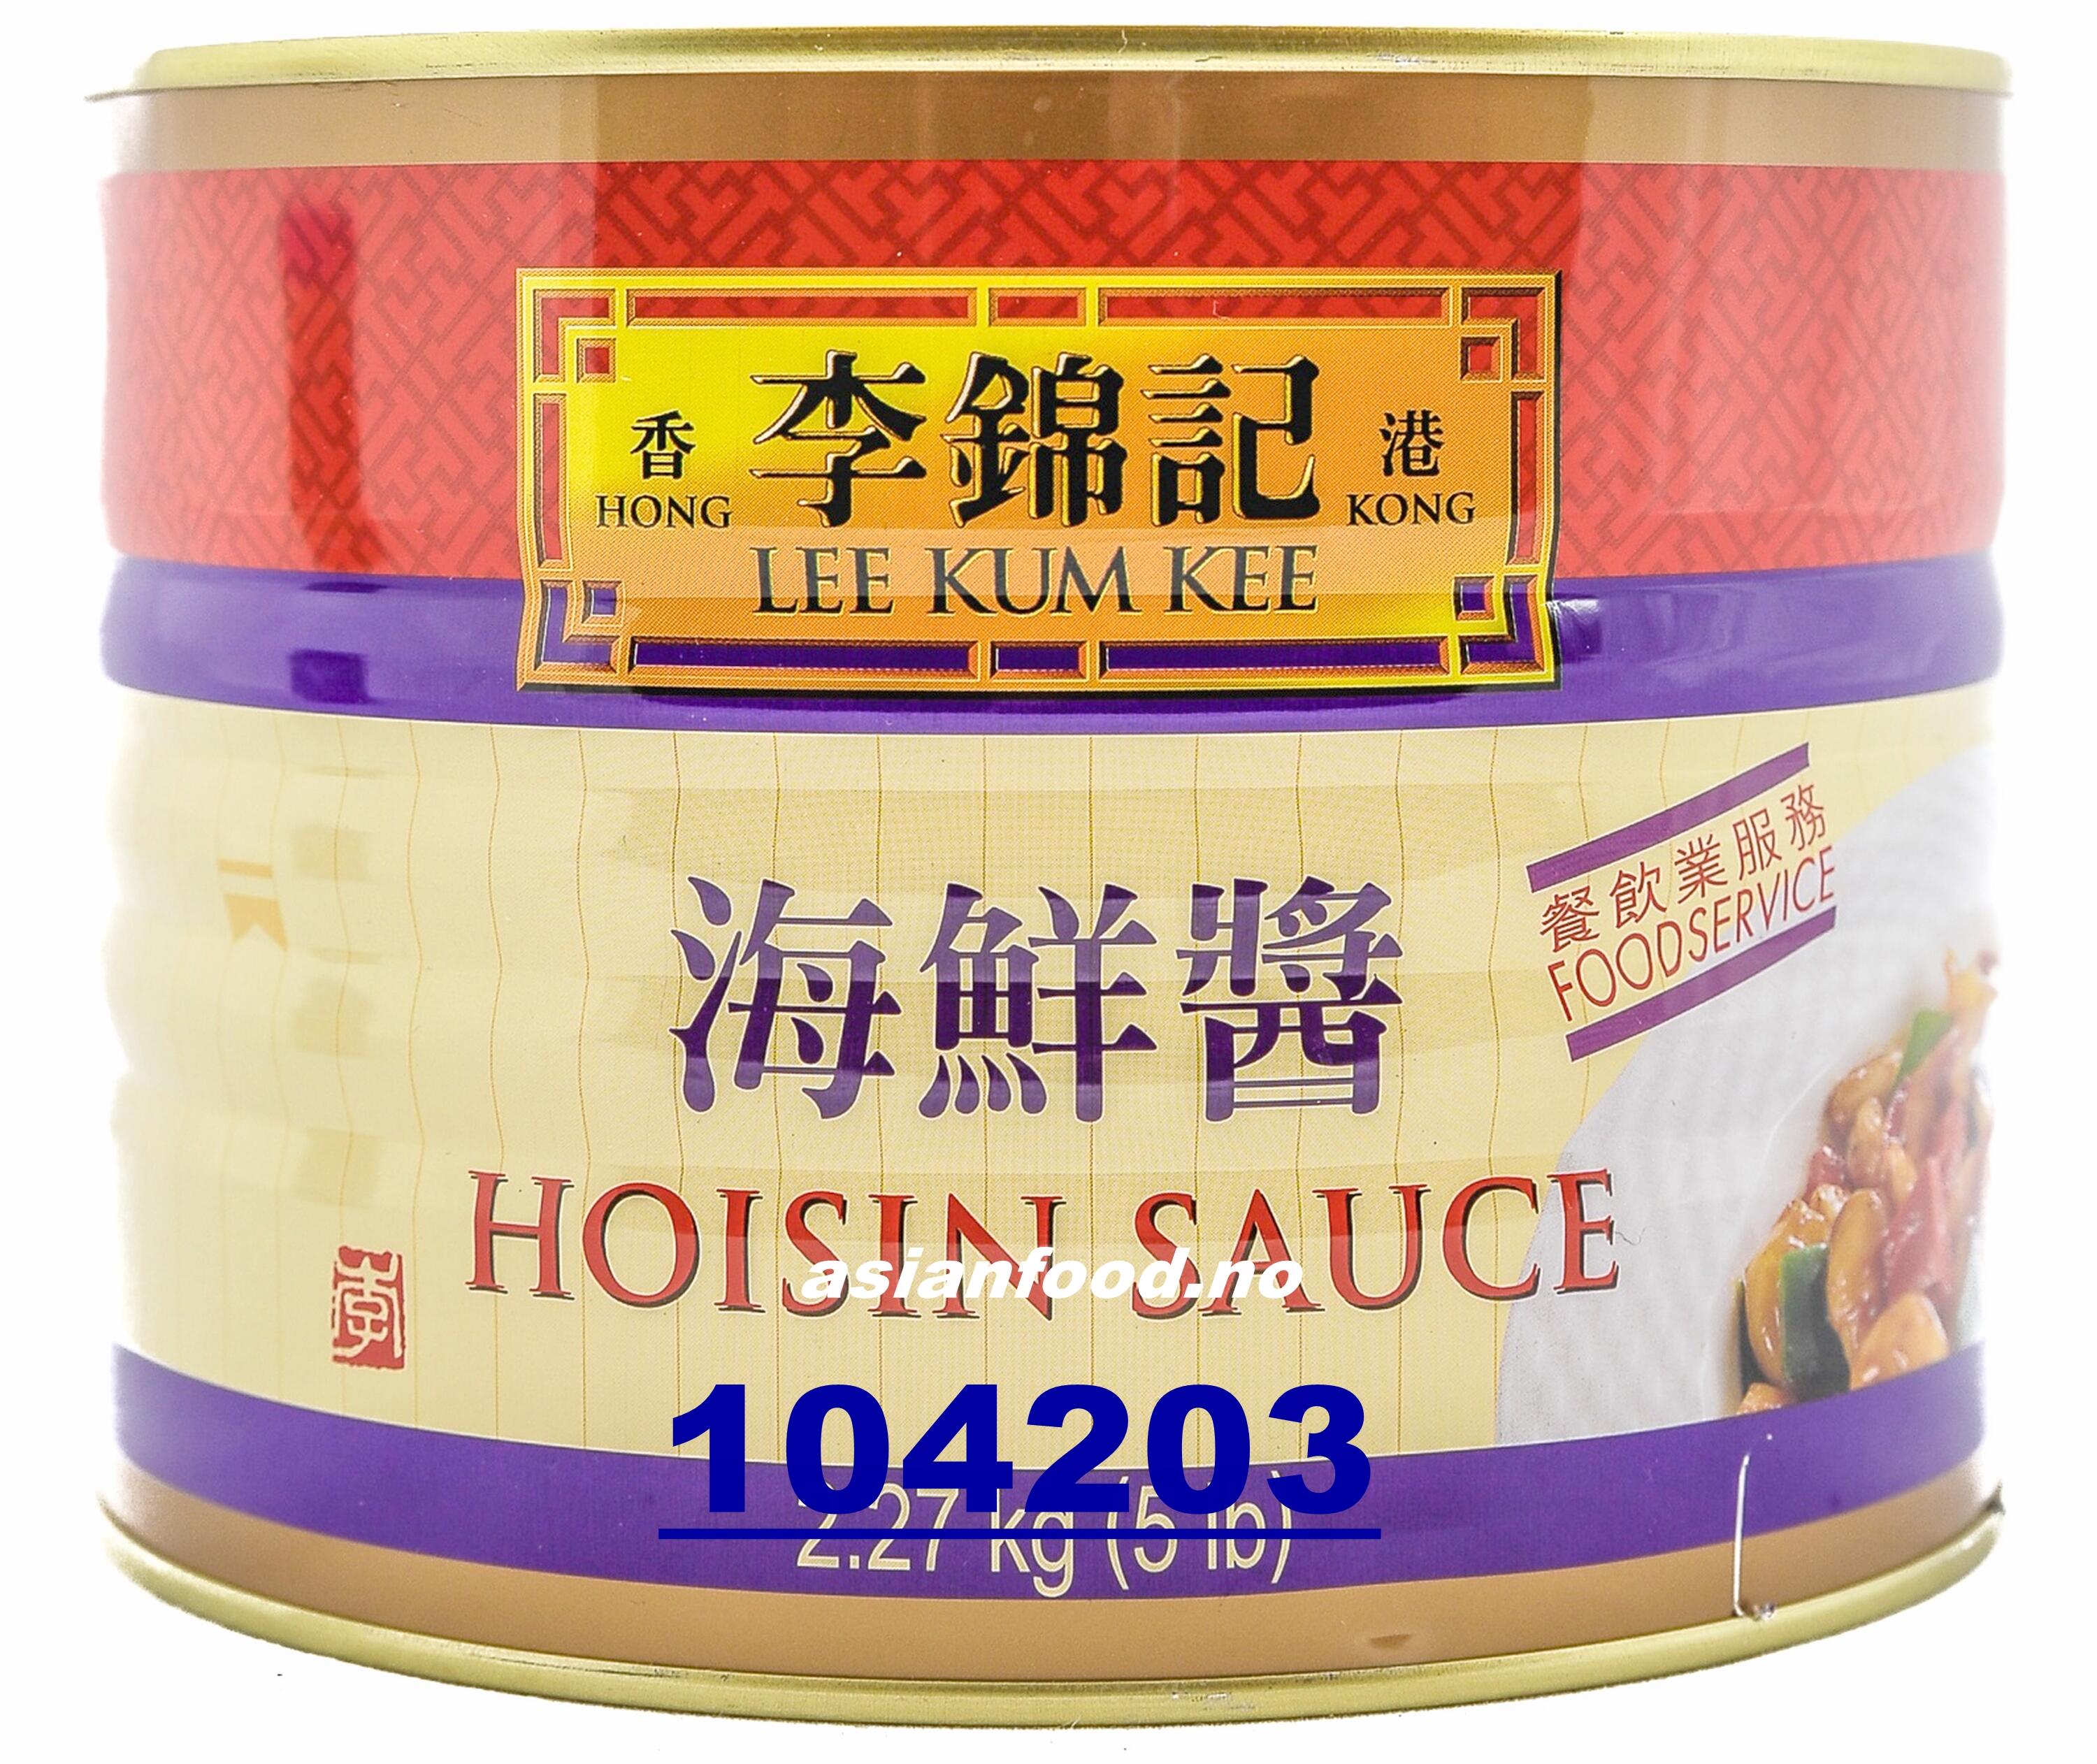 香 李錦記 港
HONG KONG
LEE KUM KEE
餐飲業服務
FOODSERVICE
海鮮醬
HOISIN SAUCE
asianfood.no
李
104203
2.27 kg (5 lb)